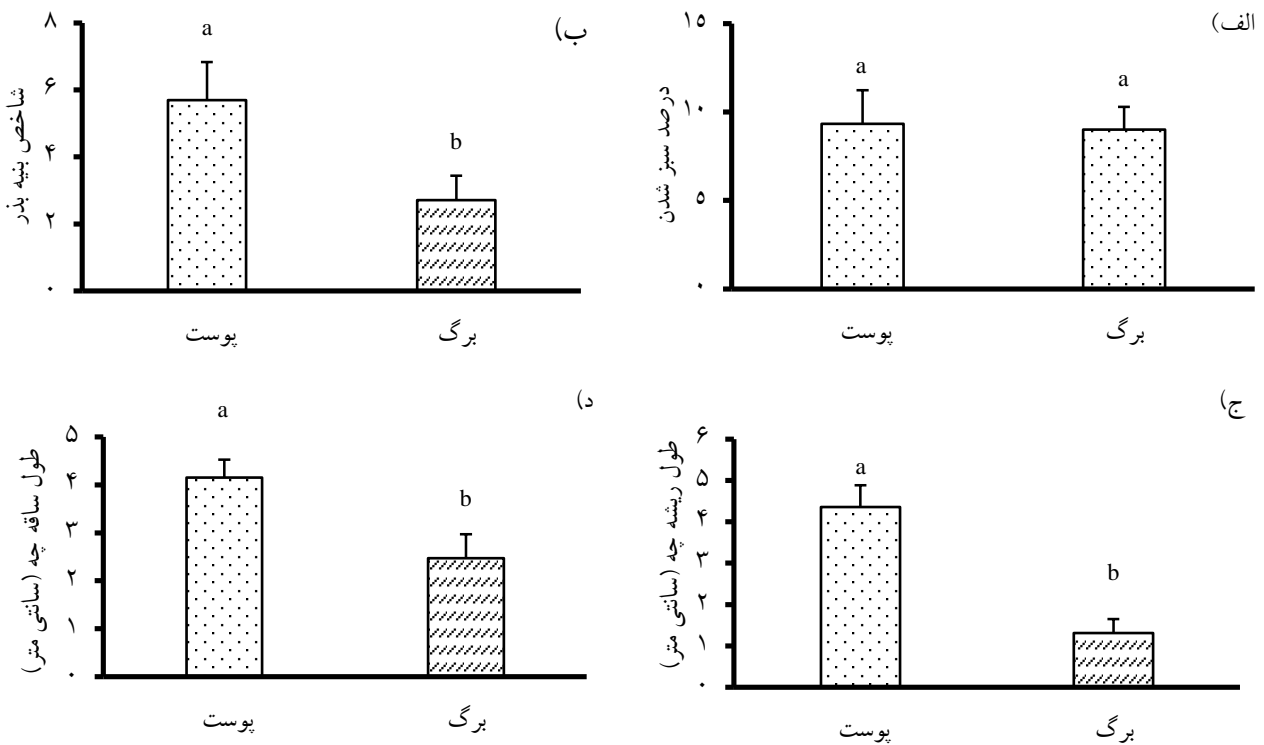 الف)
درصد سبز شدن
۱۵
۱۰
۵
۰
a
a
پوست
برگ
ب)
شاخص بنیه بذر
۸
۶
۴
۲
۰
a
b
پوست
برگ
ج)
طول ریشه چه (سانتی متر)
۶
۵
۴
۳
۲
۱
۰
a
b
پوست
برگ
د)
طول ساقه چه (سانتی متر)
۵
۴
۳
۲
۱
۰
a
b
پوست
برگ